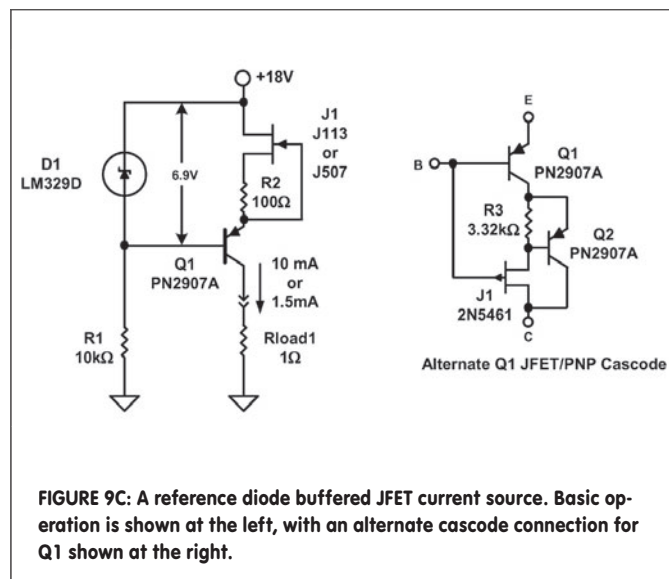 +18V
J1
J113
or
J507
D1
LM329D
6.9V
R2
100Ω
Q1
PN2907A
10 mA
or
1.5mA
R1
10kΩ
Rload1
1Ω
E
B
Q1
PN2907A
R3
3.32kΩ
Q2
PN2907A
J1
2N5461
C
Alternate Q1 JFET/PNP Cascode
FIGURE 9C: A reference diode buffered JFET current source. Basic op-
eration is shown at the left, with an alternate cascode connection for
Q1 shown at the right.